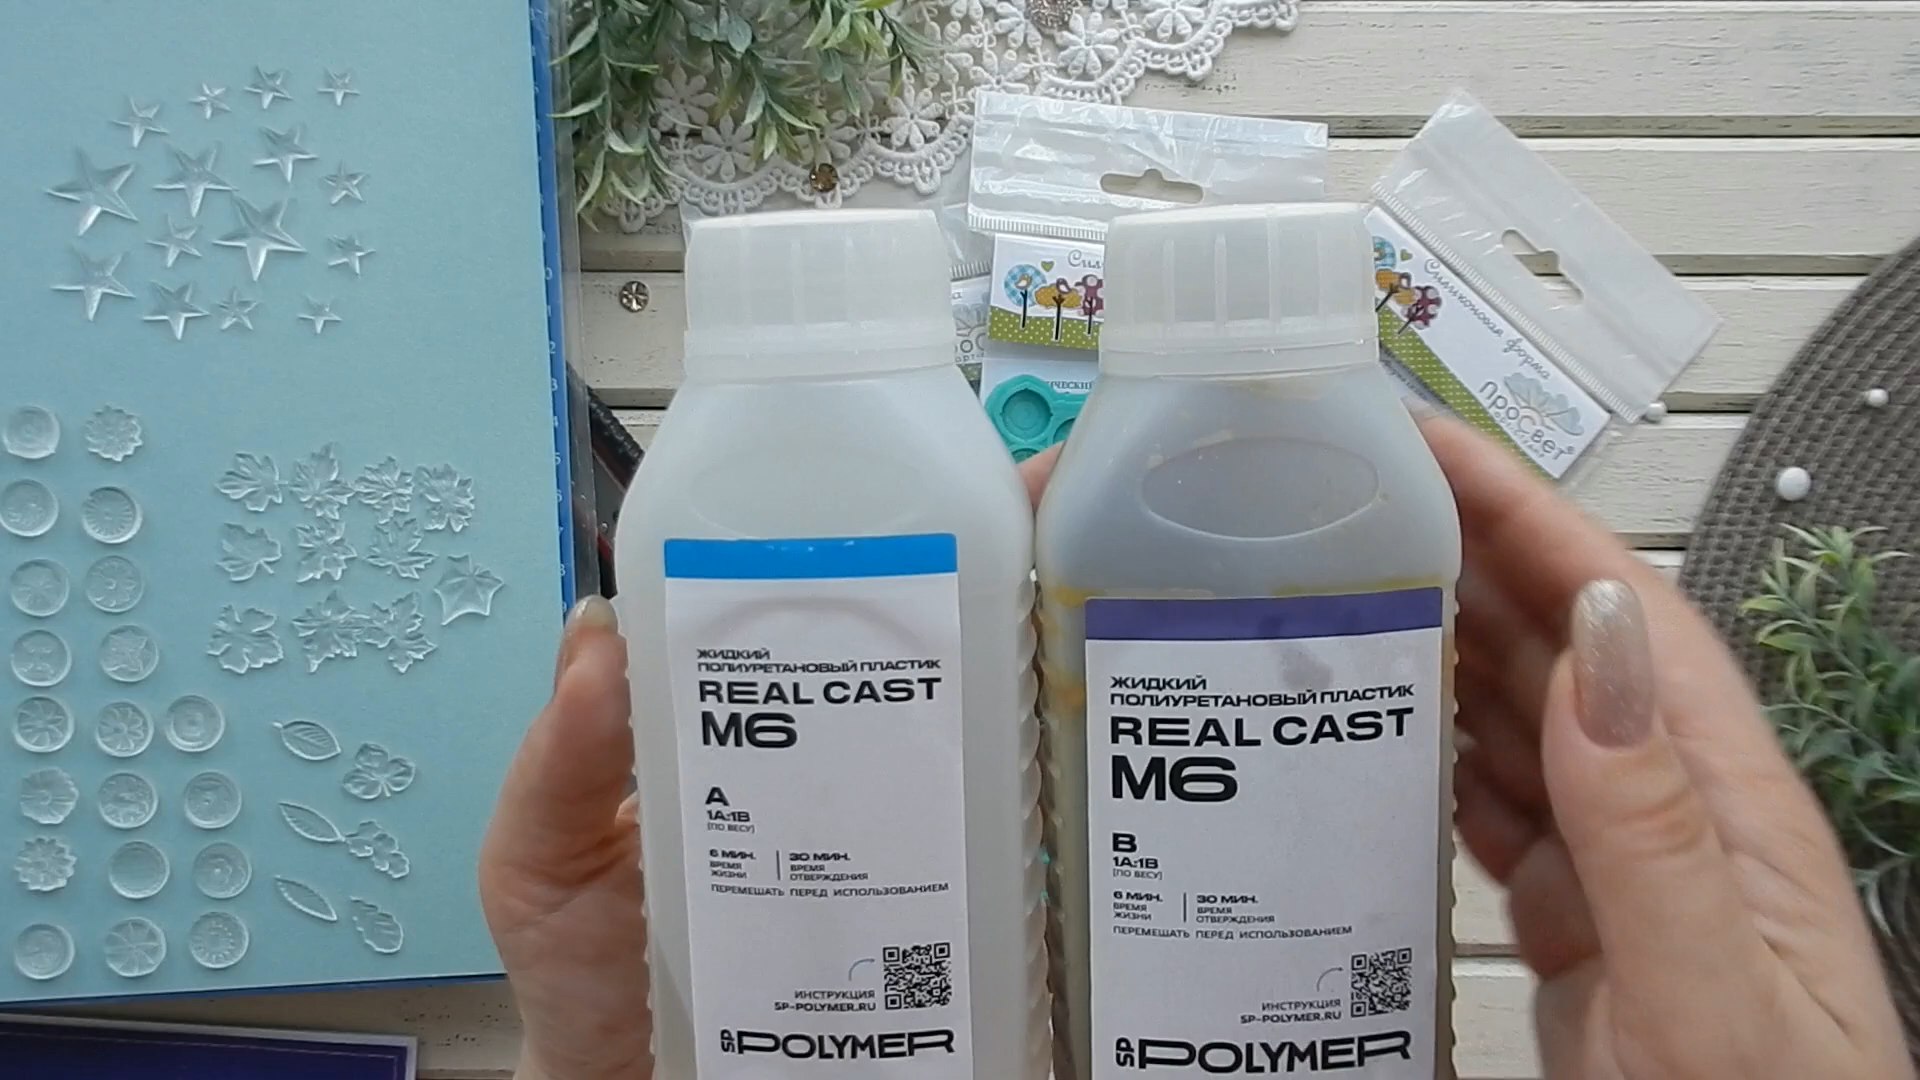 ЖИДКИЙ
ПОЛИУРЕТАНОВЫЙ ПЛАСТИК
REAL CAST
M6
A
1A:1B
(ПО ВЕСУ)
6 МИН.
ВРЕМЯ
ЖИЗНИ
30 МИН.
ВРЕМЯ
ОТВЕРЖДЕНИЯ
ПЕРЕМЕШАТЬ ПЕРЕД ИСПОЛЬЗОВАНИЕМ
ИНСТРУКЦИЯ
SP-POLYMER.RU
SP POLYMER
ЖИДКИЙ
ПОЛИУРЕТАНОВЫЙ ПЛАСТИК
REAL CAST
M6
B
1A:1B
(ПО ВЕСУ)
6 МИН.
ВРЕМЯ
ЖИЗНИ
30 МИН.
ВРЕМЯ
ОТВЕРЖДЕНИЯ
ПЕРЕМЕШАТЬ ПЕРЕД ИСПОЛЬЗОВАНИЕМ
ИНСТРУКЦИЯ
SP-POLYMER.RU
SP POLYMER
Силиконовая форма
ПроСвет